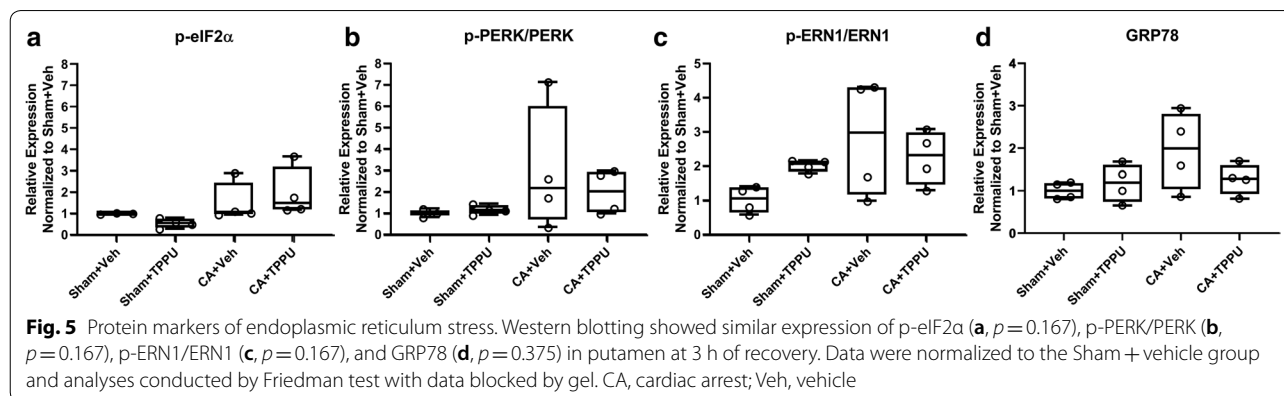 a p-eIF2α
Relative Expression
Normalized to Sham+Veh
8
7
6
5
4
3
2
1
0
Sham+Veh
Sham+TPPU
CA+Veh
CA+TPPU
b p-PERK/PERK
Relative Expression
Normalized to Sham+Veh
8
7
6
5
4
3
2
1
0
Sham+Veh
Sham+TPPU
CA+Veh
CA+TPPU
c p-ERN1/ERN1
Relative Expression
Normalized to Sham+Veh
5
4
3
2
1
0
Sham+Veh
Sham+TPPU
CA+Veh
CA+TPPU
d GRP78
Relative Expression
Normalized to Sham+Veh
4
3
2
1
0
Sham+Veh
Sham+TPPU
CA+Veh
CA+TPPU
Fig. 5 Protein markers of endoplasmic reticulum stress. Western blotting showed similar expression of p-eIF2α (a, p = 0.167), p-PERK/PERK (b,
p = 0.167), p-ERN1/ERN1 (c, p = 0.167), and GRP78 (d, p = 0.375) in putamen at 3 h of recovery. Data were normalized to the Sham + vehicle group
and analyses conducted by Friedman test with data blocked by gel. CA, cardiac arrest; Veh, vehicle